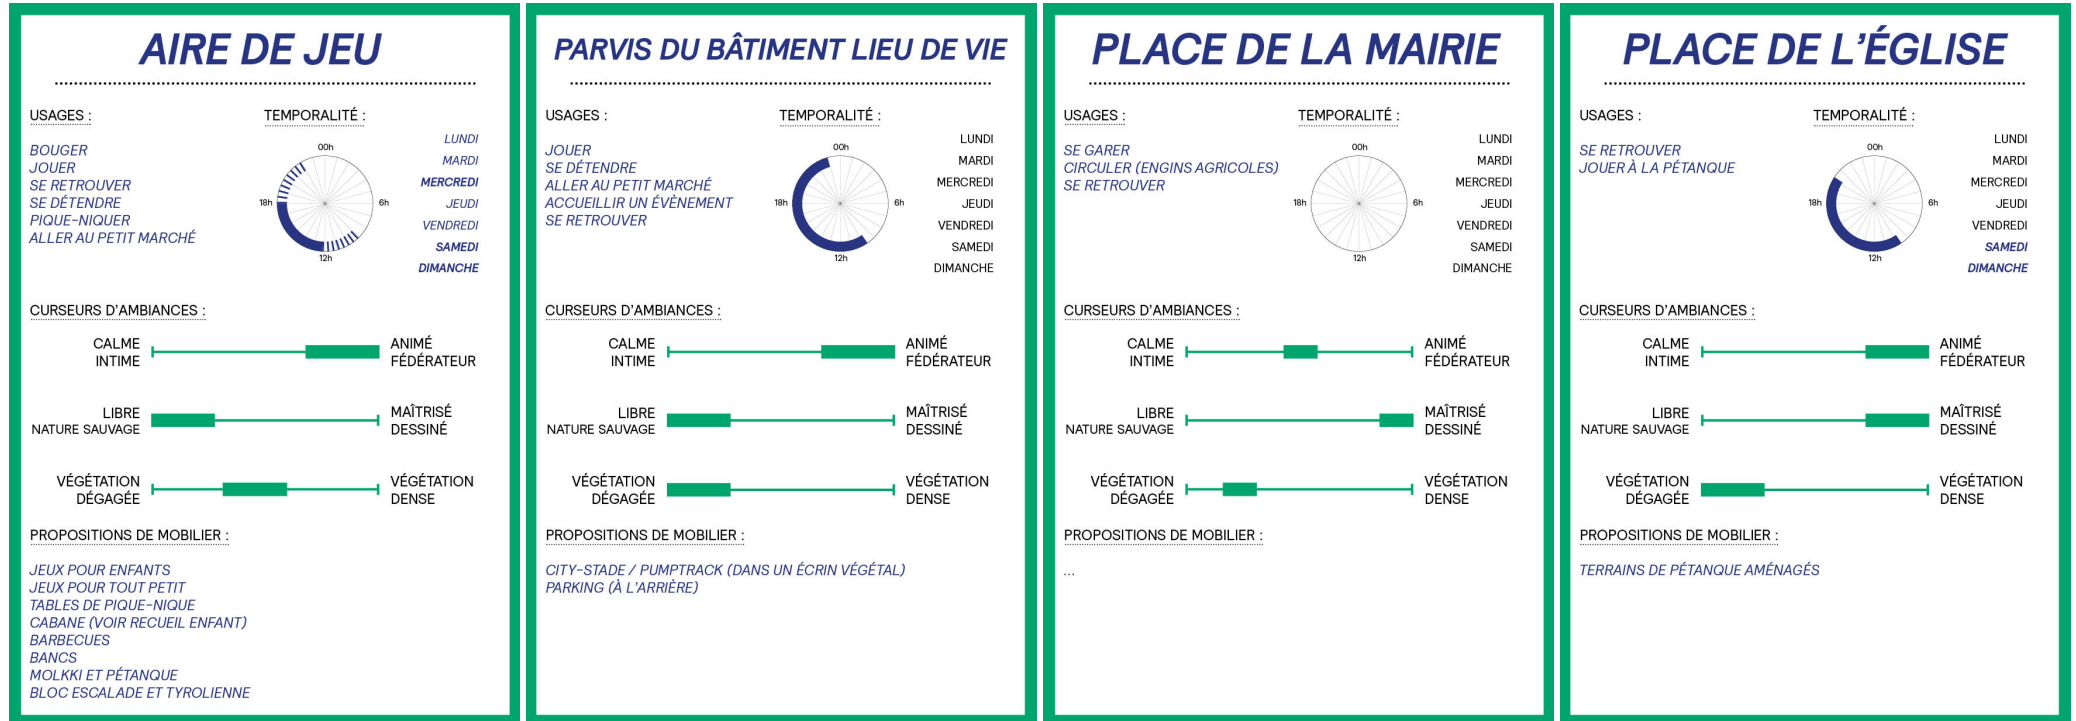 AIRE DE JEU
USAGES :
BOUGER
JOUER
SE RETROUVER
SE DÉTENDRE
PIQUE-NIQUER
ALLER AU PETIT MARCHÉ
TEMPORALITÉ :
00h
18h
6h
12h
LUNDI
MARDI
MERCREDI
JEUDI
VENDREDI
SAMEDI
DIMANCHE
CURSEURS D'AMBIANCES :
CALME
INTIME
ANIMÉ
FÉDÉRATEUR
LIBRE
NATURE SAUVAGE
MAÎTRISÉ
DESSINÉ
VÉGÉTATION
DÉGAGÉE
VÉGÉTATION
DENSE
PROPOSITIONS DE MOBILIER :
JEUX POUR ENFANTS
JEUX POUR TOUT PETIT
TABLES DE PIQUE-NIQUE
CABANE (VOIR RECUEIL ENFANT)
BARBECUES
BANCS
MOLKKI ET PÉTANQUE
BLOC ESCALADE ET TYROLIENNE
PARVIS DU BÂTIMENT LIEU DE VIE
USAGES :
JOUER
SE DÉTENDRE
ALLER AU PETIT MARCHÉ
ACCUEILLIR UN ÉVÈNEMENT
SE RETROUVER
TEMPORALITÉ :
00h
18h
6h
12h
LUNDI
MARDI
MERCREDI
JEUDI
VENDREDI
SAMEDI
DIMANCHE
CURSEURS D'AMBIANCES :
CALME
INTIME
ANIMÉ
FÉDÉRATEUR
LIBRE
NATURE SAUVAGE
MAÎTRISÉ
DESSINÉ
VÉGÉTATION
DÉGAGÉE
VÉGÉTATION
DENSE
PROPOSITIONS DE MOBILIER :
CITY-STADE / PUMPTRACK (DANS UN ÉCRIN VÉGÉTAL)
PARKING (À L'ARRIÈRE)
PLACE DE LA MAIRIE
USAGES :
SE GARER
CIRCULER (ENGINS AGRICOLES)
SE RETROUVER
TEMPORALITÉ :
00h
18h
6h
12h
LUNDI
MARDI
MERCREDI
JEUDI
VENDREDI
SAMEDI
DIMANCHE
CURSEURS D'AMBIANCES :
CALME
INTIME
ANIMÉ
FÉDÉRATEUR
LIBRE
NATURE SAUVAGE
MAÎTRISÉ
DESSINÉ
VÉGÉTATION
DÉGAGÉE
VÉGÉTATION
DENSE
PROPOSITIONS DE MOBILIER :
...
PLACE DE L'ÉGLISE
USAGES :
SE RETROUVER
JOUER À LA PÉTANQUE
TEMPORALITÉ :
00h
18h
6h
12h
LUNDI
MARDI
MERCREDI
JEUDI
VENDREDI
SAMEDI
DIMANCHE
CURSEURS D'AMBIANCES :
CALME
INTIME
ANIMÉ
FÉDÉRATEUR
LIBRE
NATURE SAUVAGE
MAÎTRISÉ
DESSINÉ
VÉGÉTATION
DÉGAGÉE
VÉGÉTATION
DENSE
PROPOSITIONS DE MOBILIER :
TERRAINS DE PÉTANQUE AMÉNAGÉS